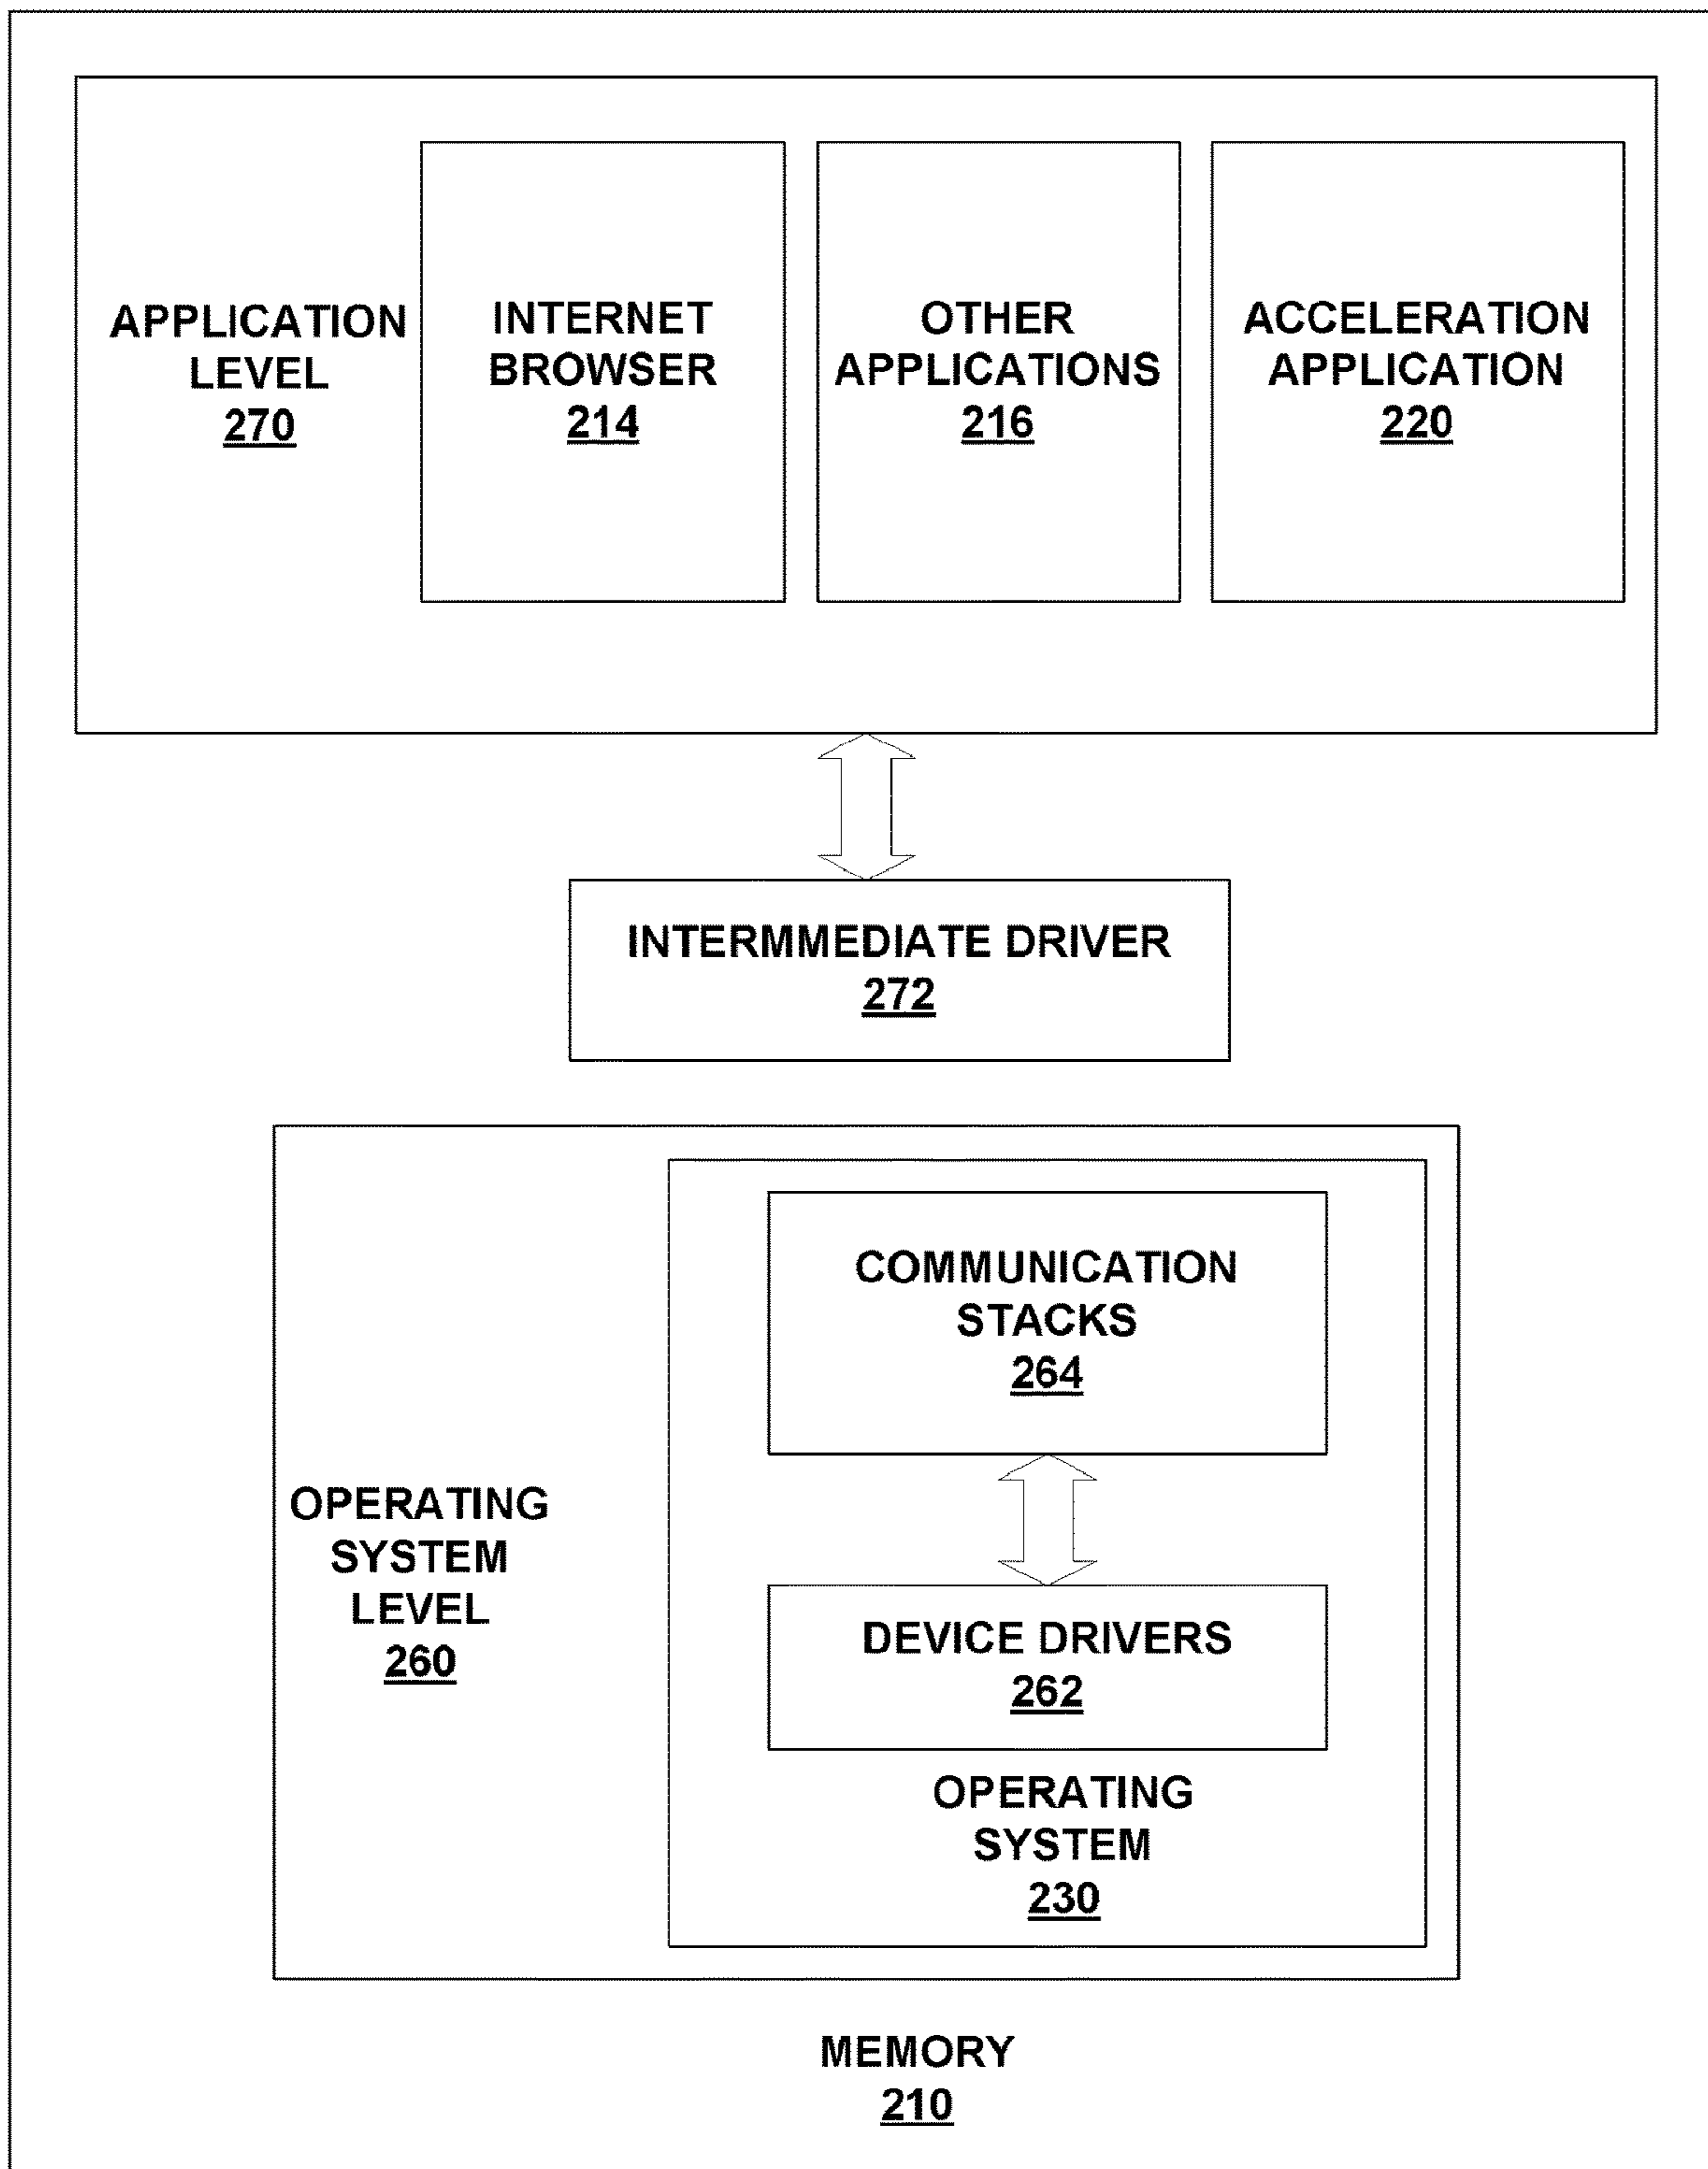 APPLICATION
LEVEL
270
INTERNET
BROWSER
214
OTHER
APPLICATIONS
216
ACCELERATION
APPLICATION
220
INTERMMEDIATE DRIVER
272
COMMUNICATION
STACKS
264
OPERATING
SYSTEM
LEVEL
260
DEVICE DRIVERS
262
OPERATING
SYSTEM
230
MEMORY
210